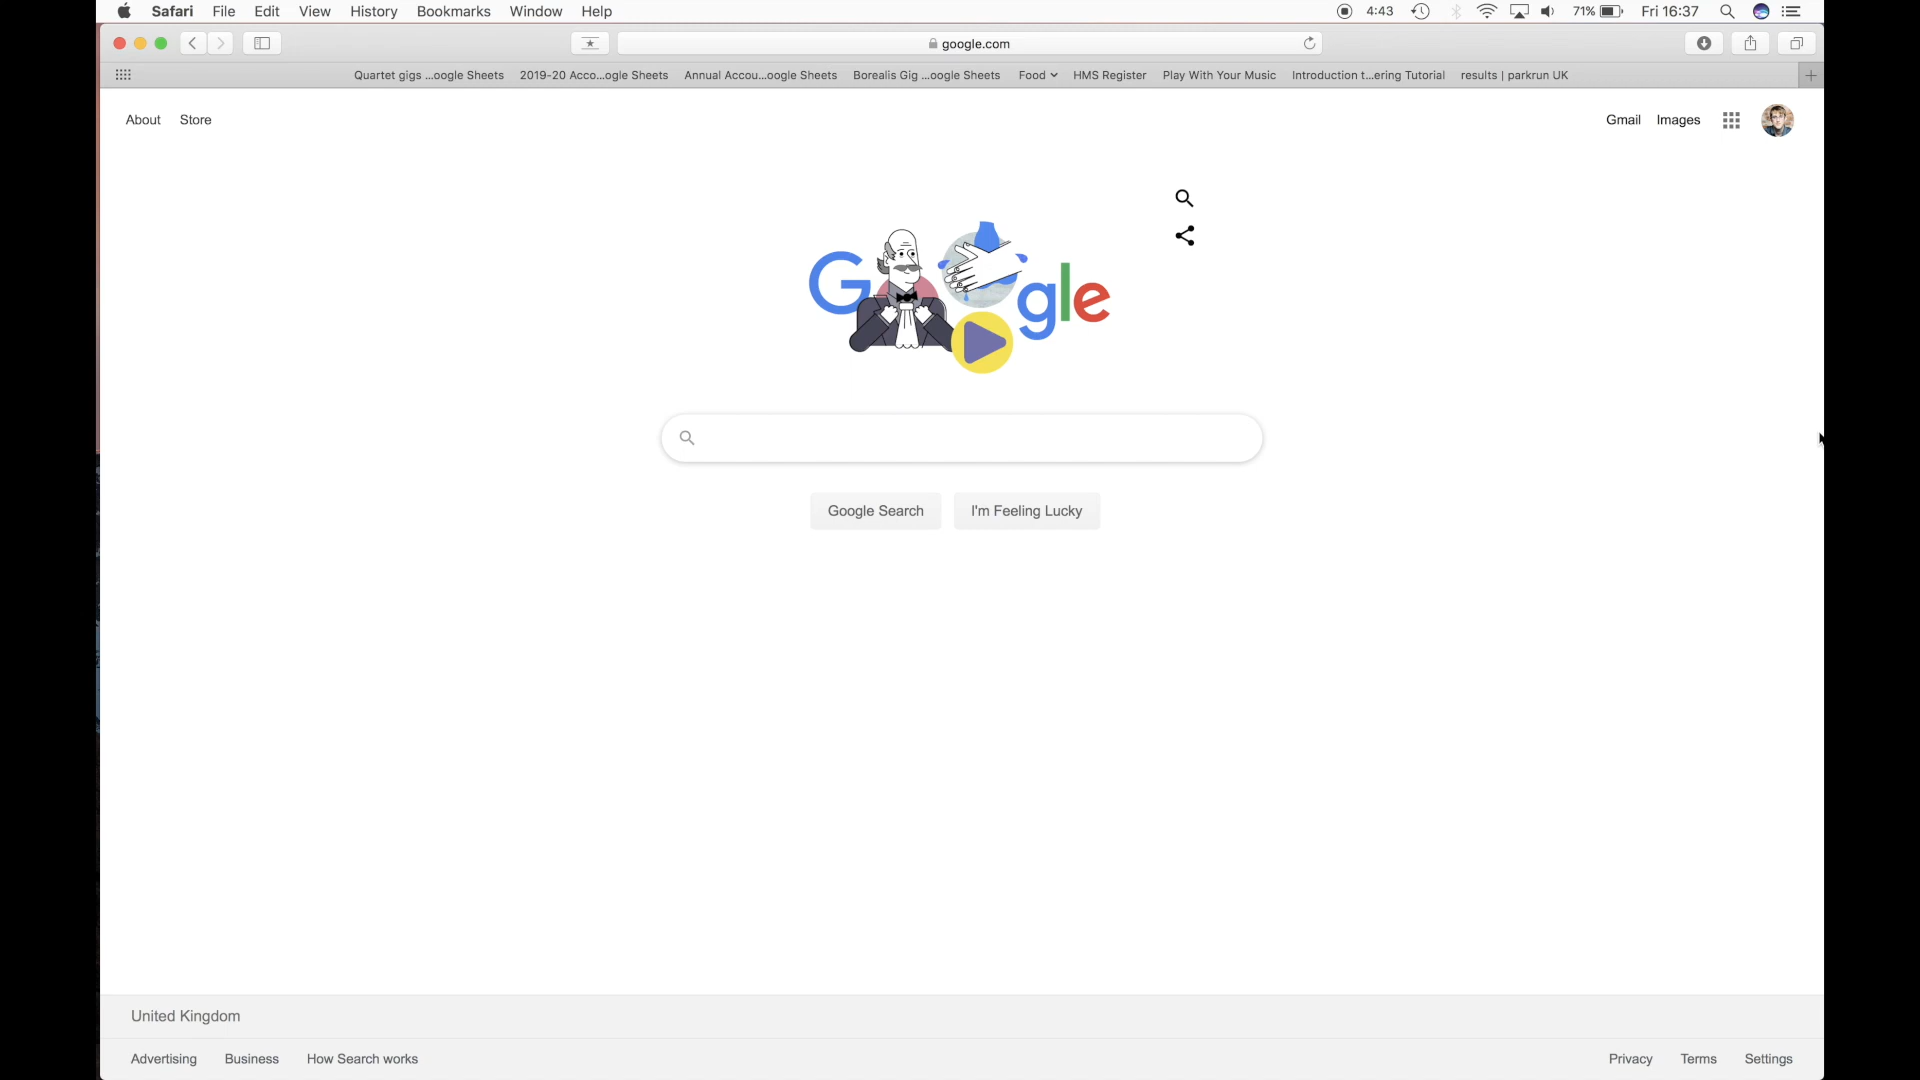 Safari File Edit View History Bookmarks Window Help 4:43 71% Fri 16:37
google.com
Quartet gigs ...oogle Sheets 2019-20 Acco...ogle Sheets Annual Accou...oogle Sheets Borealis Gig ...oogle Sheets Food HMS Register Play With Your Music Introduction t...ering Tutorial results | parkrun UK
About Store Gmail Images
Google
Google Search I'm Feeling Lucky
United Kingdom
Advertising Business How Search works Privacy Terms Settings